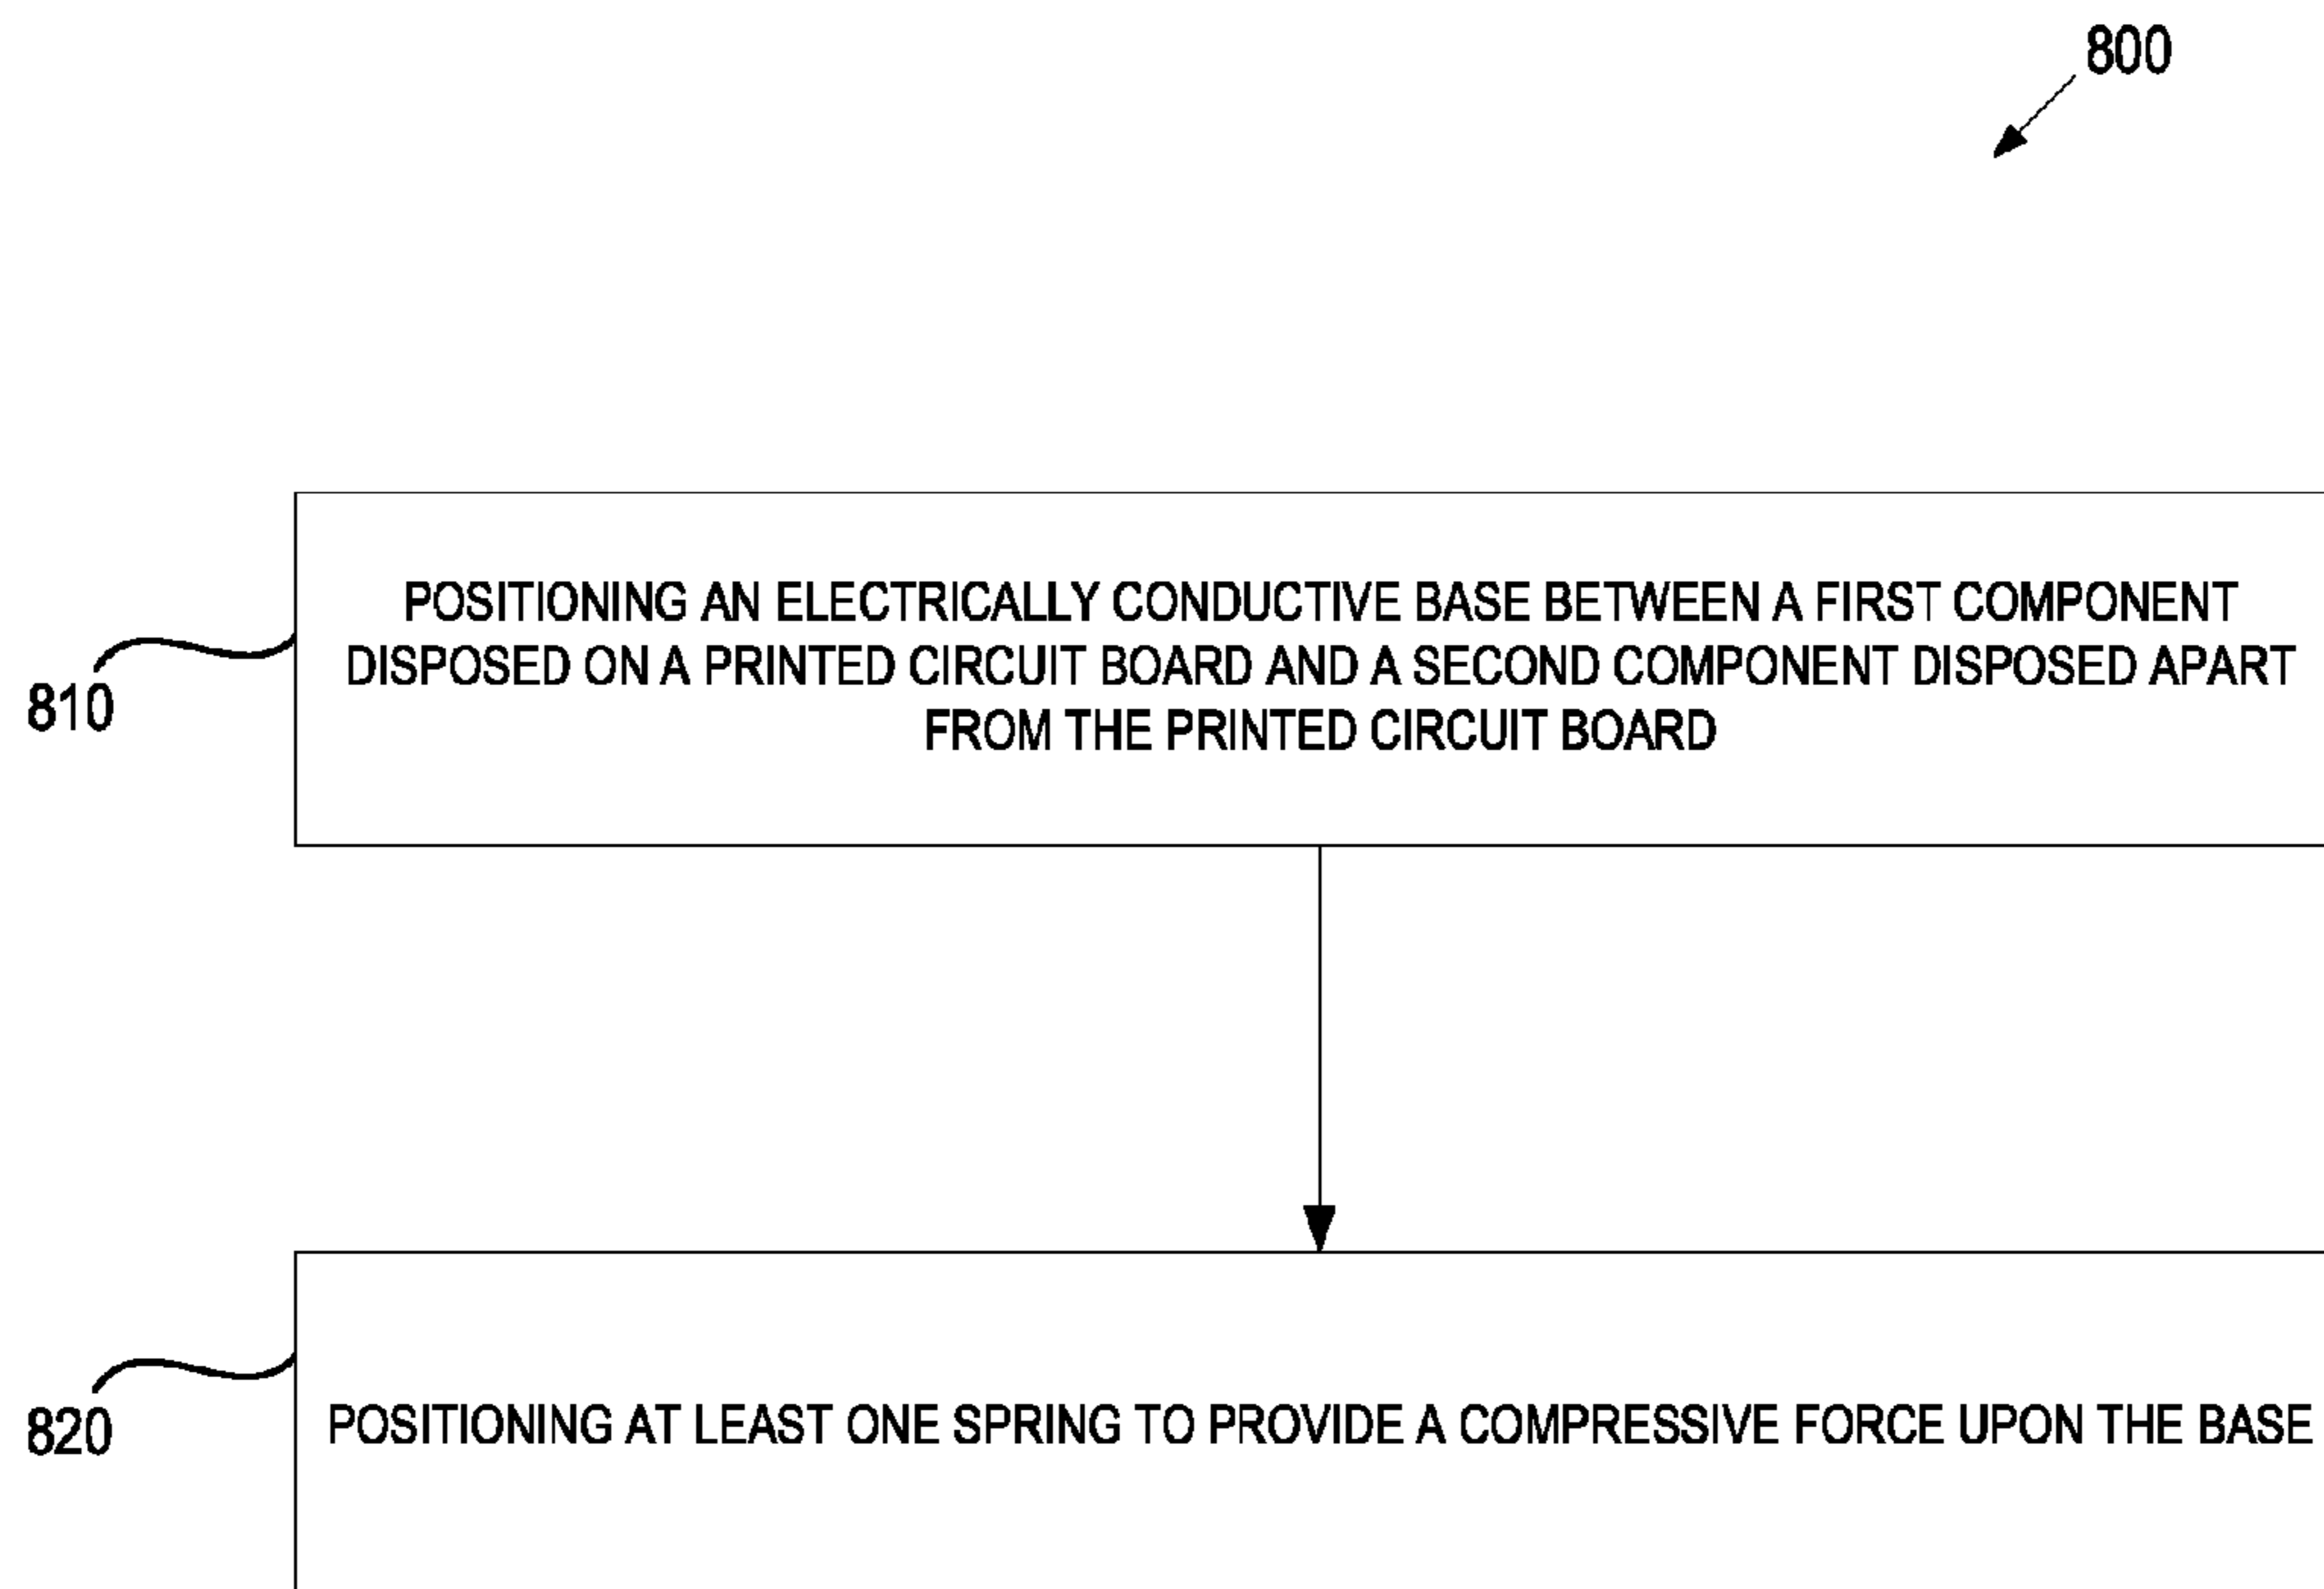 800
POSITIONING AN ELECTRICALLY CONDUCTIVE BASE BETWEEN A FIRST COMPONENT
DISPOSED ON A PRINTED CIRCUIT BOARD AND A SECOND COMPONENT DISPOSED APART
FROM THE PRINTED CIRCUIT BOARD
810
POSITIONING AT LEAST ONE SPRING TO PROVIDE A COMPRESSIVE FORCE UPON THE BASE
820